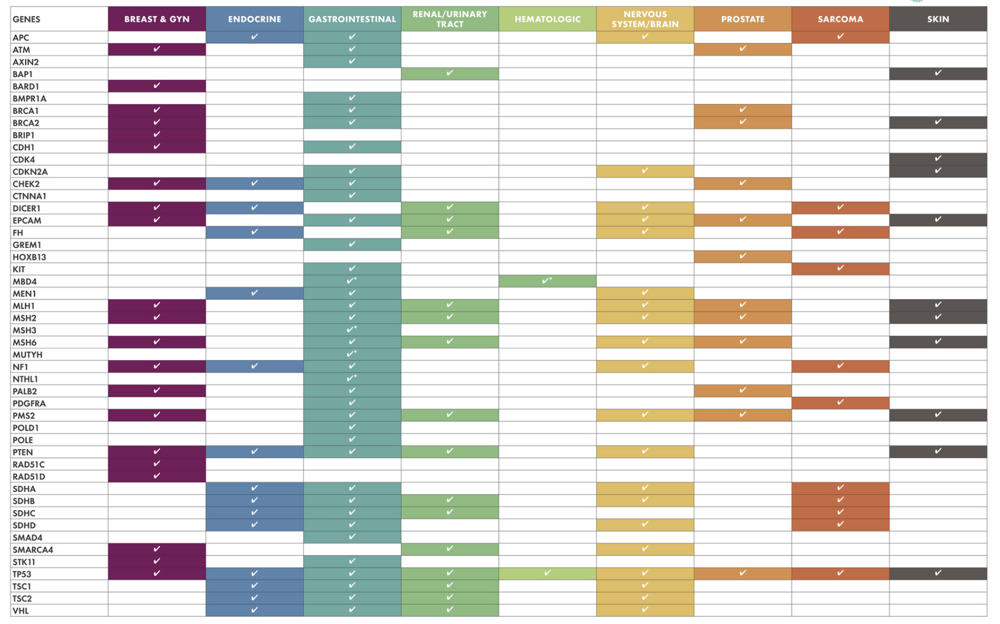 GENES BREAST & GYN ENDOCRINE GASTROINTESTINAL RENAL/URINARY TRACT HEMATOLOGIC NERVOUS SYSTEM/BRAIN PROSTATE SARCOMA SKIN
APC ✓ ✓ ✓ ✓
ATM ✓ ✓ ✓
AXIN2 ✓
BAP1 ✓ ✓
BARD1 ✓
BMPR1A ✓
BRCA1 ✓ ✓ ✓
BRCA2 ✓ ✓ ✓ ✓
BRIP1 ✓
CDH1 ✓ ✓
CDK4 ✓
CDKN2A ✓ ✓ ✓
CHEK2 ✓ ✓ ✓ ✓
CTNNA1 ✓
DICER1 ✓ ✓ ✓ ✓ ✓
EPCAM ✓ ✓ ✓ ✓ ✓ ✓
FH ✓ ✓ ✓ ✓
GREM1 ✓
HOXB13 ✓
KIT ✓ ✓
MBD4 ✓* ✓*
MEN1 ✓ ✓ ✓
MLH1 ✓ ✓ ✓ ✓ ✓ ✓
MSH2 ✓ ✓ ✓ ✓ ✓ ✓
MSH3 ✓*
MSH6 ✓ ✓ ✓ ✓ ✓ ✓
MUTYH ✓*
NF1 ✓ ✓ ✓ ✓ ✓
NTHL1 ✓*
PALB2 ✓ ✓ ✓
PDGFRA ✓ ✓
PMS2 ✓ ✓ ✓ ✓ ✓ ✓
POLD1 ✓
POLE ✓
PTEN ✓ ✓ ✓ ✓ ✓ ✓
RAD51C ✓
RAD51D ✓
SDHA ✓ ✓ ✓ ✓
SDHB ✓ ✓ ✓ ✓ ✓
SDHC ✓ ✓ ✓ ✓
SDHD ✓ ✓ ✓ ✓
SMAD4 ✓
SMARCA4 ✓ ✓ ✓
STK11 ✓ ✓
TP53 ✓ ✓ ✓ ✓ ✓ ✓ ✓ ✓ ✓
TSC1 ✓ ✓ ✓ ✓
TSC2 ✓ ✓ ✓ ✓
VHL ✓ ✓ ✓ ✓